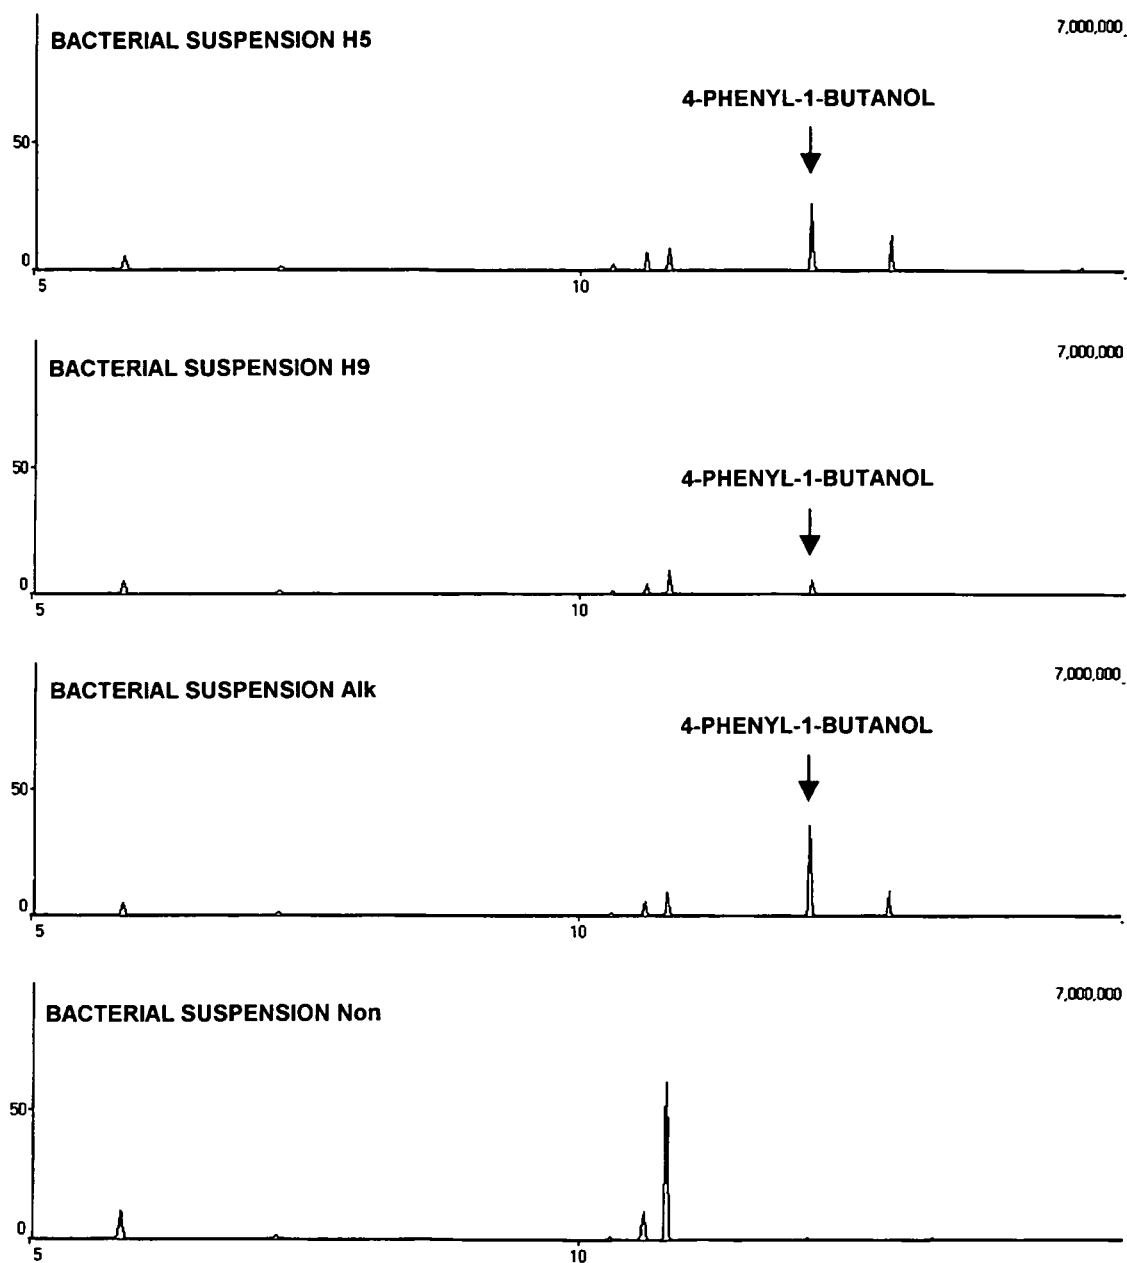 BACTERIAL SUSPENSION H5
7,000,000
4-PHENYL-1-BUTANOL
50
0
5
10
BACTERIAL SUSPENSION H9
7,000,000
50
4-PHENYL-1-BUTANOL
0
5
10
BACTERIAL SUSPENSION Alk
7,000,000
4-PHENYL-1-BUTANOL
50
0
5
10
BACTERIAL SUSPENSION Non
7,000,000
50
0
5
10